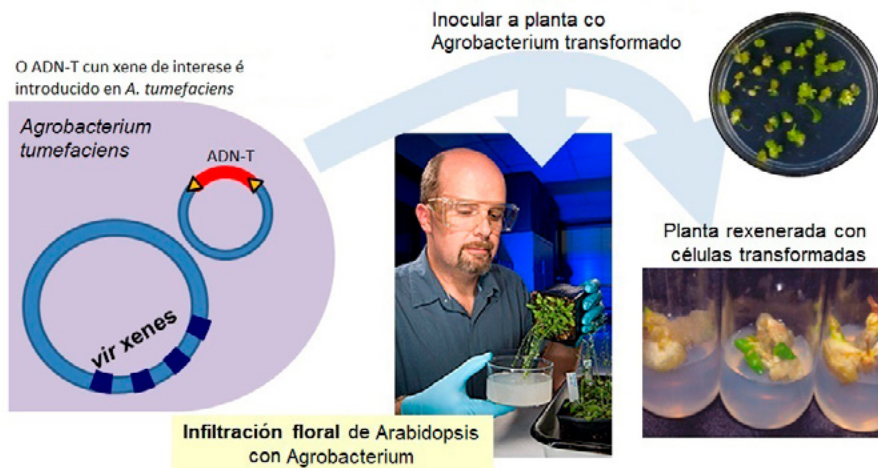 O ADN-T cun xene de interese é
introducido en A. tumefaciens
Agrobacterium
tumefaciens
ADN-T
vir xenes
Inocular a planta co
Agrobacterium transformado
Infiltración floral de Arabidopsis
con Agrobacterium
Planta rexenerada con
células transformadas